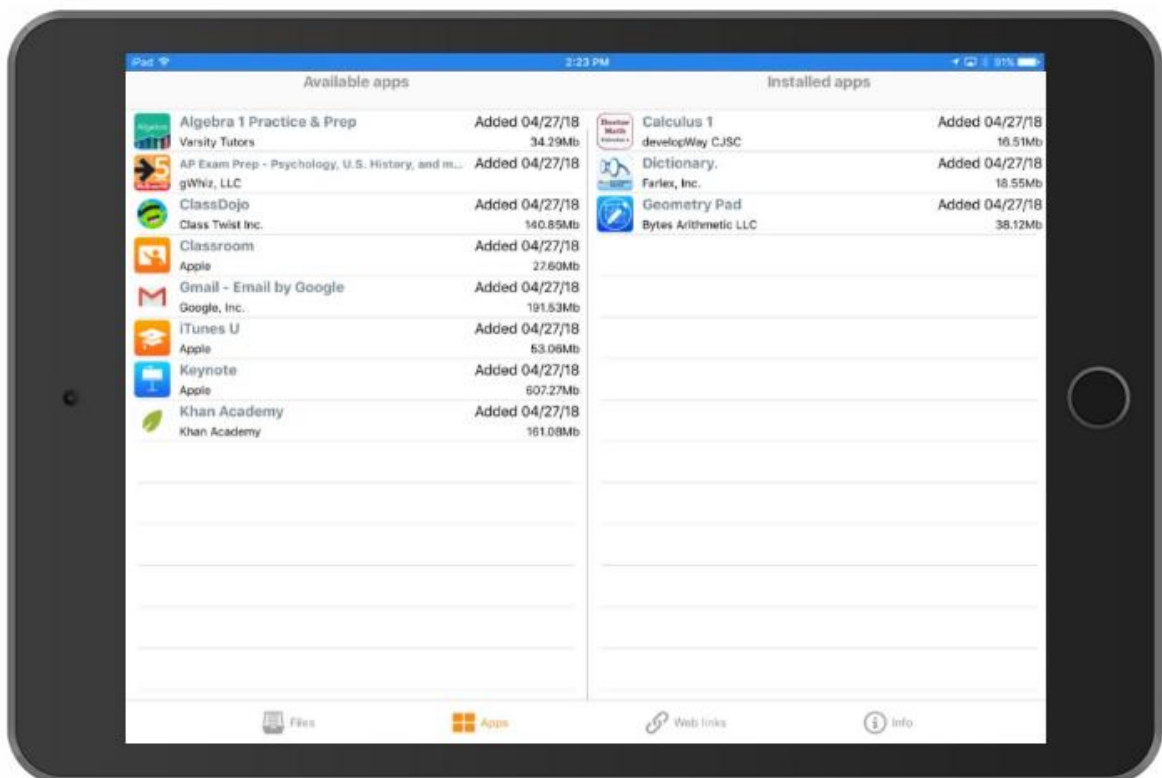 iPad 2:23 PM 91%
Available apps
Installed apps
Algebra 1 Practice & Prep Added 04/27/18
Varsity Tutors 34.29Mb
AP Exam Prep - Psychology, U.S. History, and m... Added 04/27/18
gWhiz, LLC
ClassDojo Added 04/27/18
Class Twist Inc. 140.85Mb
Classroom Added 04/27/18
Apple 27.60Mb
Gmail - Email by Google Added 04/27/18
Google, Inc. 191.53Mb
iTunes U Added 04/27/18
Apple 53.06Mb
Keynote Added 04/27/18
Apple 607.27Mb
Khan Academy Added 04/27/18
Khan Academy 161.08Mb
Calculus 1 Added 04/27/18
developWay CJSC 16.51Mb
Dictionary. Added 04/27/18
Farlex, Inc. 18.55Mb
Geometry Pad Added 04/27/18
Bytes Arithmetic LLC 38.12Mb
Files Apps Web links Info